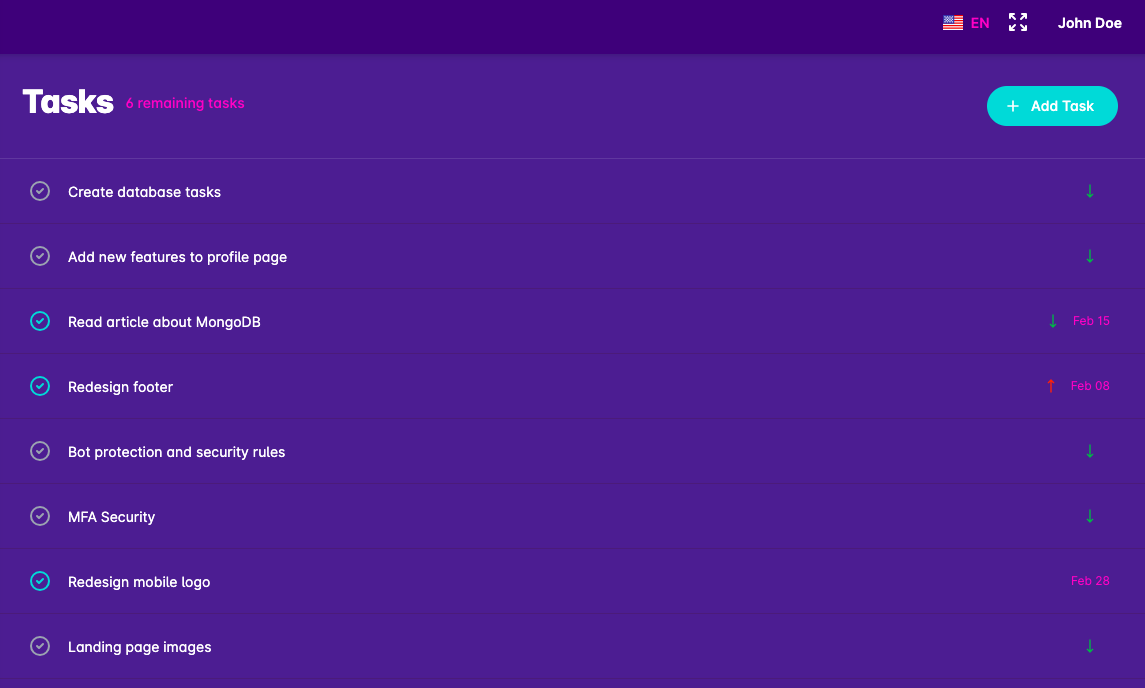 EN
John Doe
Tasks 6 remaining tasks
+ Add Task
Create database tasks ↓
Add new features to profile page ↓
Read article about MongoDB ↓ Feb 15
Redesign footer ↑ Feb 08
Bot protection and security rules ↓
MFA Security ↓
Redesign mobile logo Feb 28
Landing page images ↓